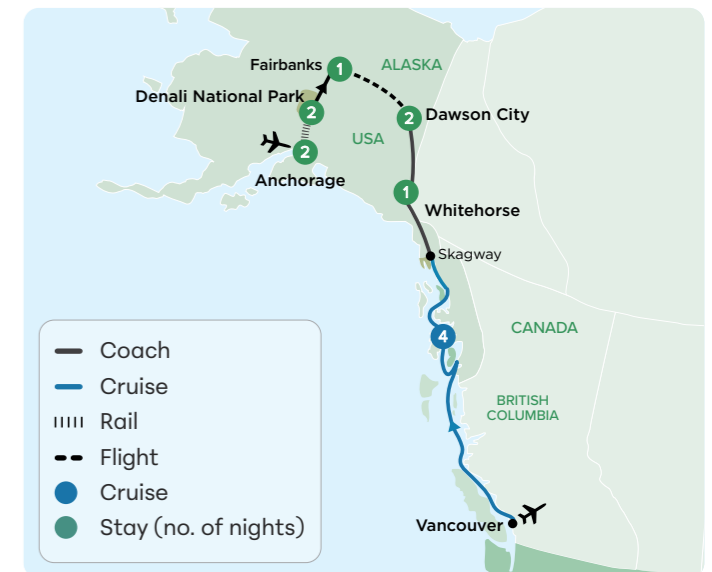 Fairbanks
1
ALASKA
Denali National Park
2
2
Dawson City
USA
2
Anchorage
1
Whitehorse
Skagway
4
CANADA
BRITISH
COLUMBIA
Vancouver
Coach
Cruise
Rail
Flight
Cruise
Stay (no. of nights)